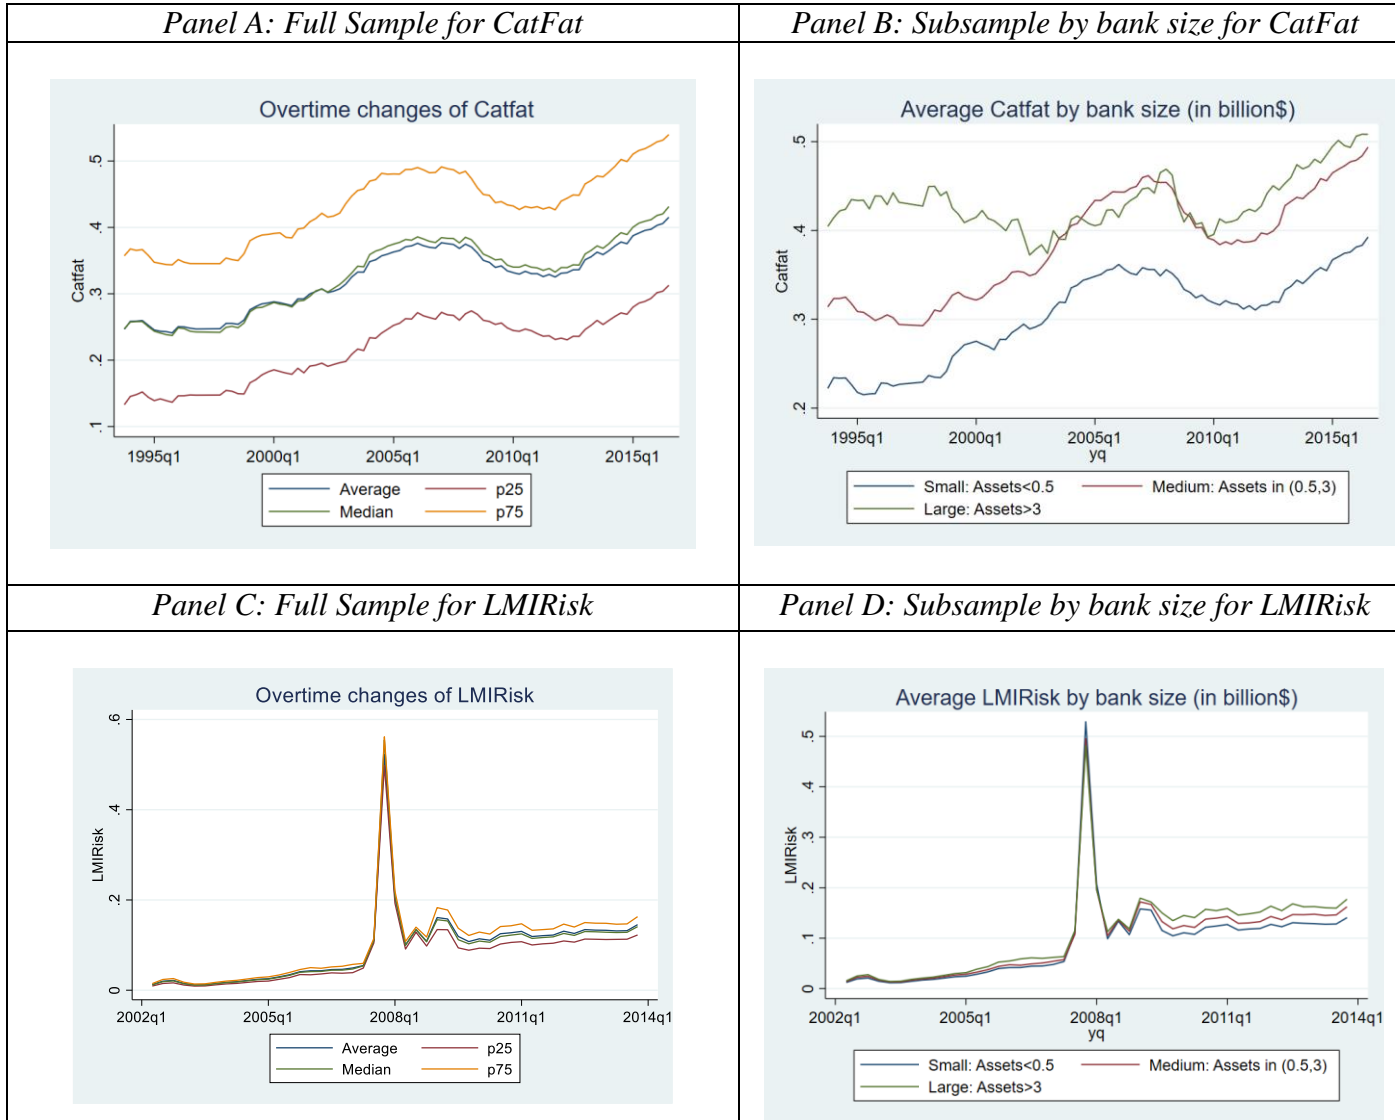 Panel A: Full Sample for CatFat
Panel B: Subsample by bank size for CatFat
Overtime changes of Catfat
Catfat
.5
.4
.3
.2
.1
1995q1 2000q1 2005q1 2010q1 2015q1
Average p25
Median p75
Average Catfat by bank size (in billion$)
Catfat
.5
.4
.3
.2
1995q1 2000q1 2005q1 2010q1 2015q1
yq
Small: Assets<0.5 Medium: Assets in (0.5,3)
Large: Assets>3
Panel C: Full Sample for LMIRisk
Panel D: Subsample by bank size for LMIRisk
Overtime changes of LMIRisk
LMIRisk
.6
.4
.2
0
2002q1 2005q1 2008q1 2011q1 2014q1
Average p25
Median p75
Average LMIRisk by bank size (in billion$)
LMIRisk
.5
.4
.3
.2
.1
0
2002q1 2005q1 2008q1 2011q1 2014q1
yq
Small: Assets<0.5 Medium: Assets in (0.5,3)
Large: Assets>3